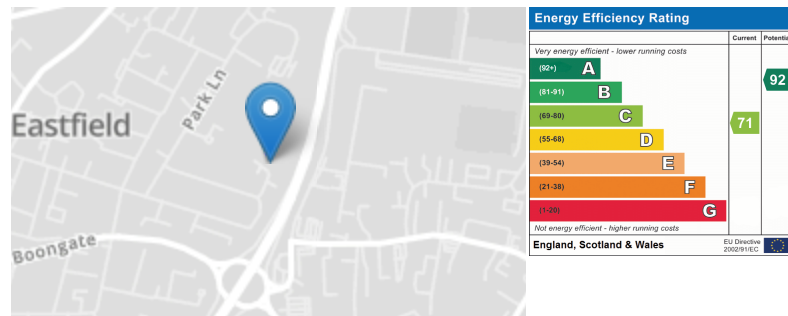 Park Ln
Eastfield
Boongate
Energy Efficiency Rating
Current
Very energy efficient - lower running costs
(92+) A
(81-91) B
(69-80) C
(55-68) D
(39-54) E
(21-38) F
(1-20) G
92
71
Not energy efficient - higher running costs
England, Scotland & Wales
EU Directive
2002/91/EC